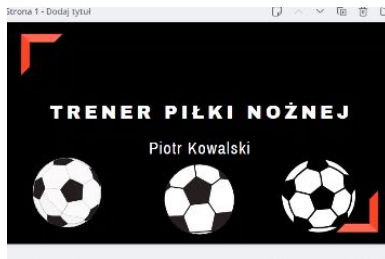 Strona 1 - Dodaj tytuł
TRENER PIŁKI NOŻNEJ
Piotr Kowalski